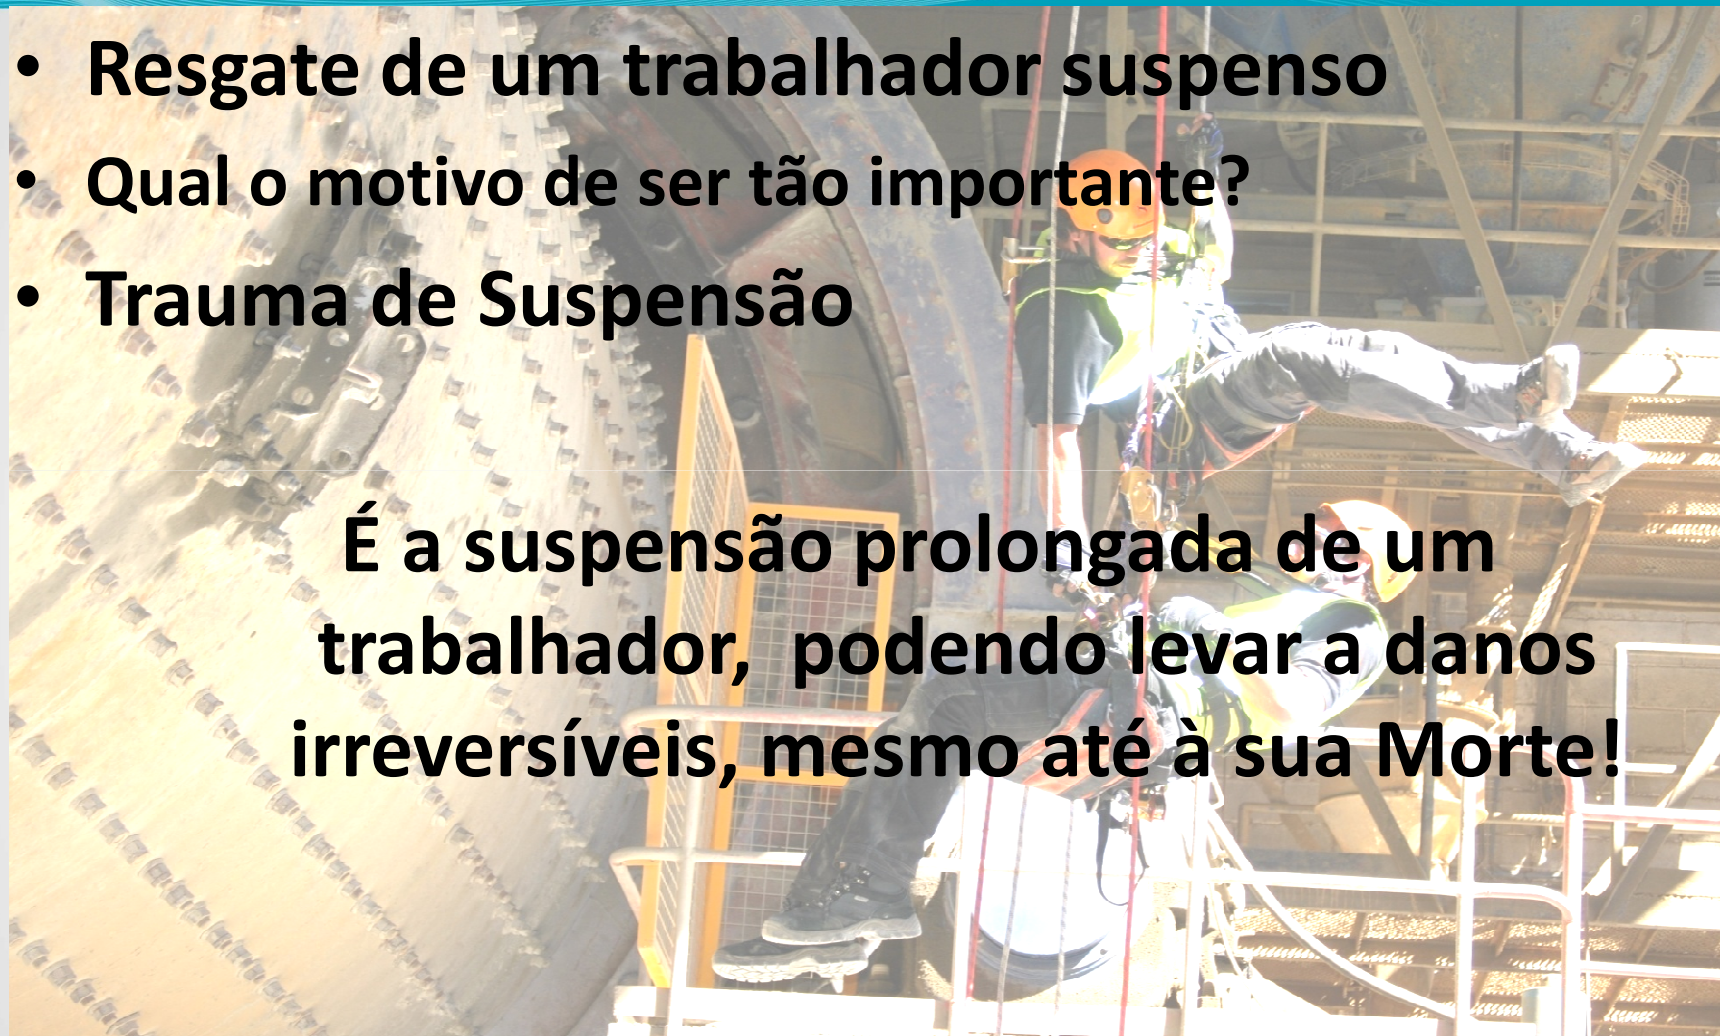 • Resgate de um trabalhador suspenso
• Qual o motivo de ser tão importante?
• Trauma de Suspensão
É a suspensão prolongada de um
trabalhador, podendo levar a danos
irreversíveis, mesmo até à sua Morte!